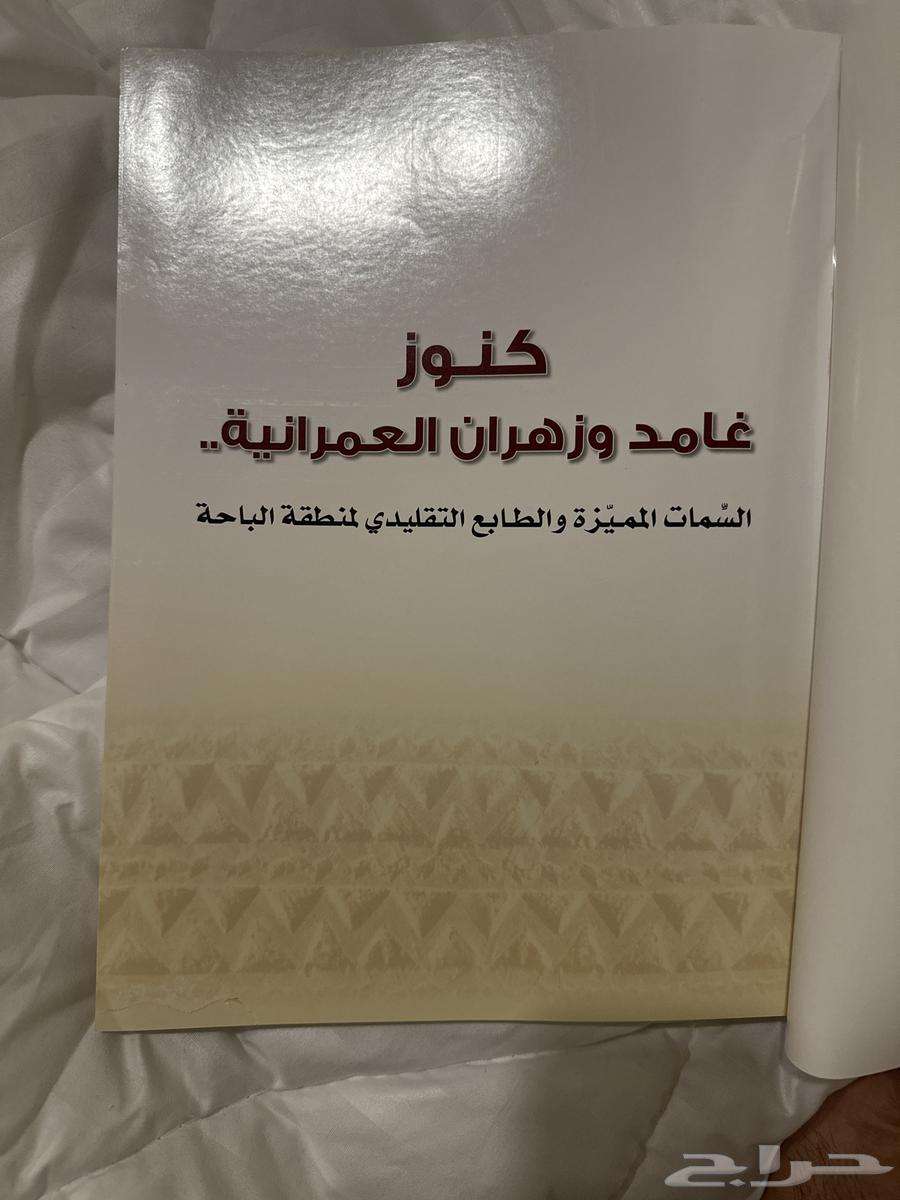 كنوز
غامد وزهران العمرانية..
السِّمات المميّزة والطابع التقليدي لمنطقة الباحة
حراج